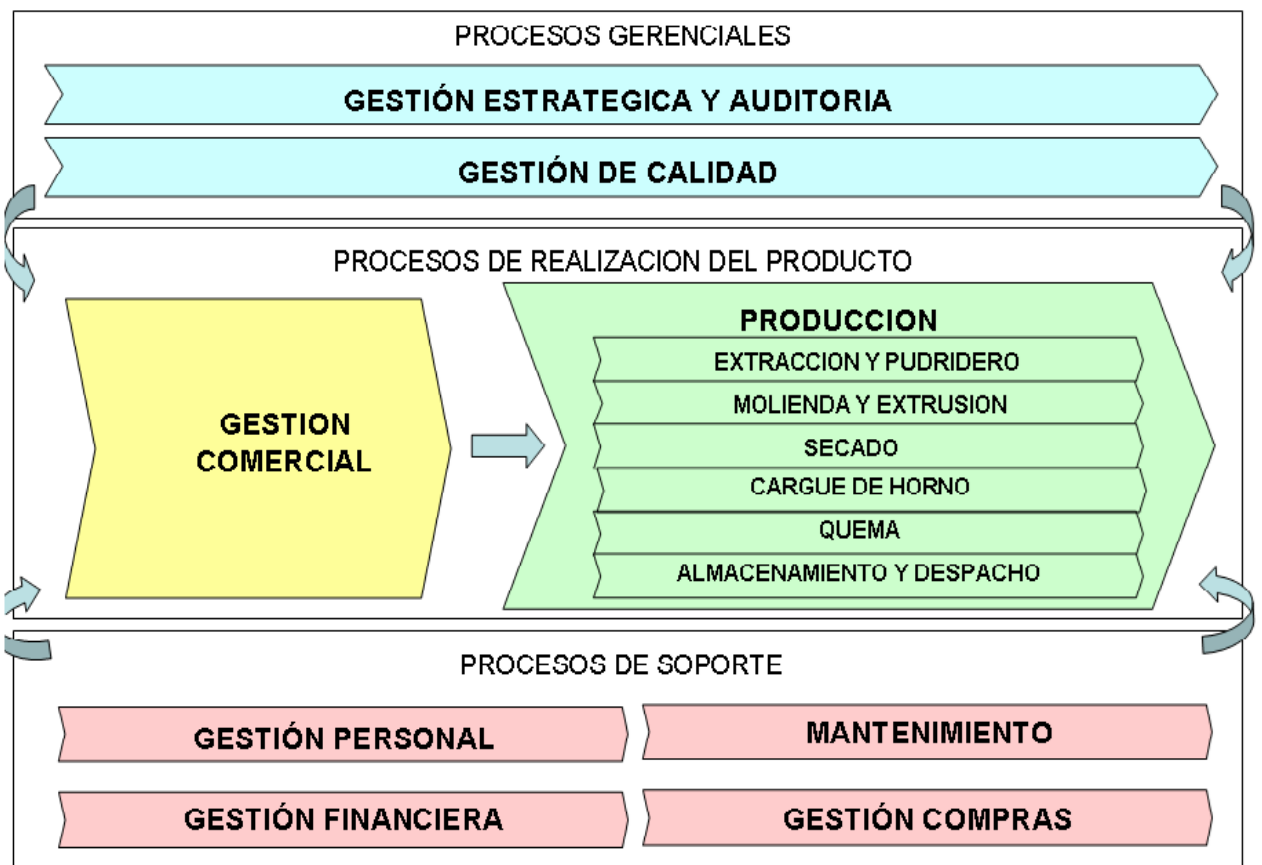 PROCESOS GERENCIALES
GESTIÓN ESTRATEGICA Y AUDITORIA
GESTIÓN DE CALIDAD
PROCESOS DE REALIZACION DEL PRODUCTO
GESTION
COMERCIAL
PRODUCCION
EXTRACCION Y PUDRIDERO
MOLIENDA Y EXTRUSION
SECADO
CARGUE DE HORNO
QUEMA
ALMACENAMIENTO Y DESPACHO
PROCESOS DE SOPORTE
GESTIÓN PERSONAL
MANTENIMIENTO
GESTIÓN FINANCIERA
GESTIÓN COMPRAS